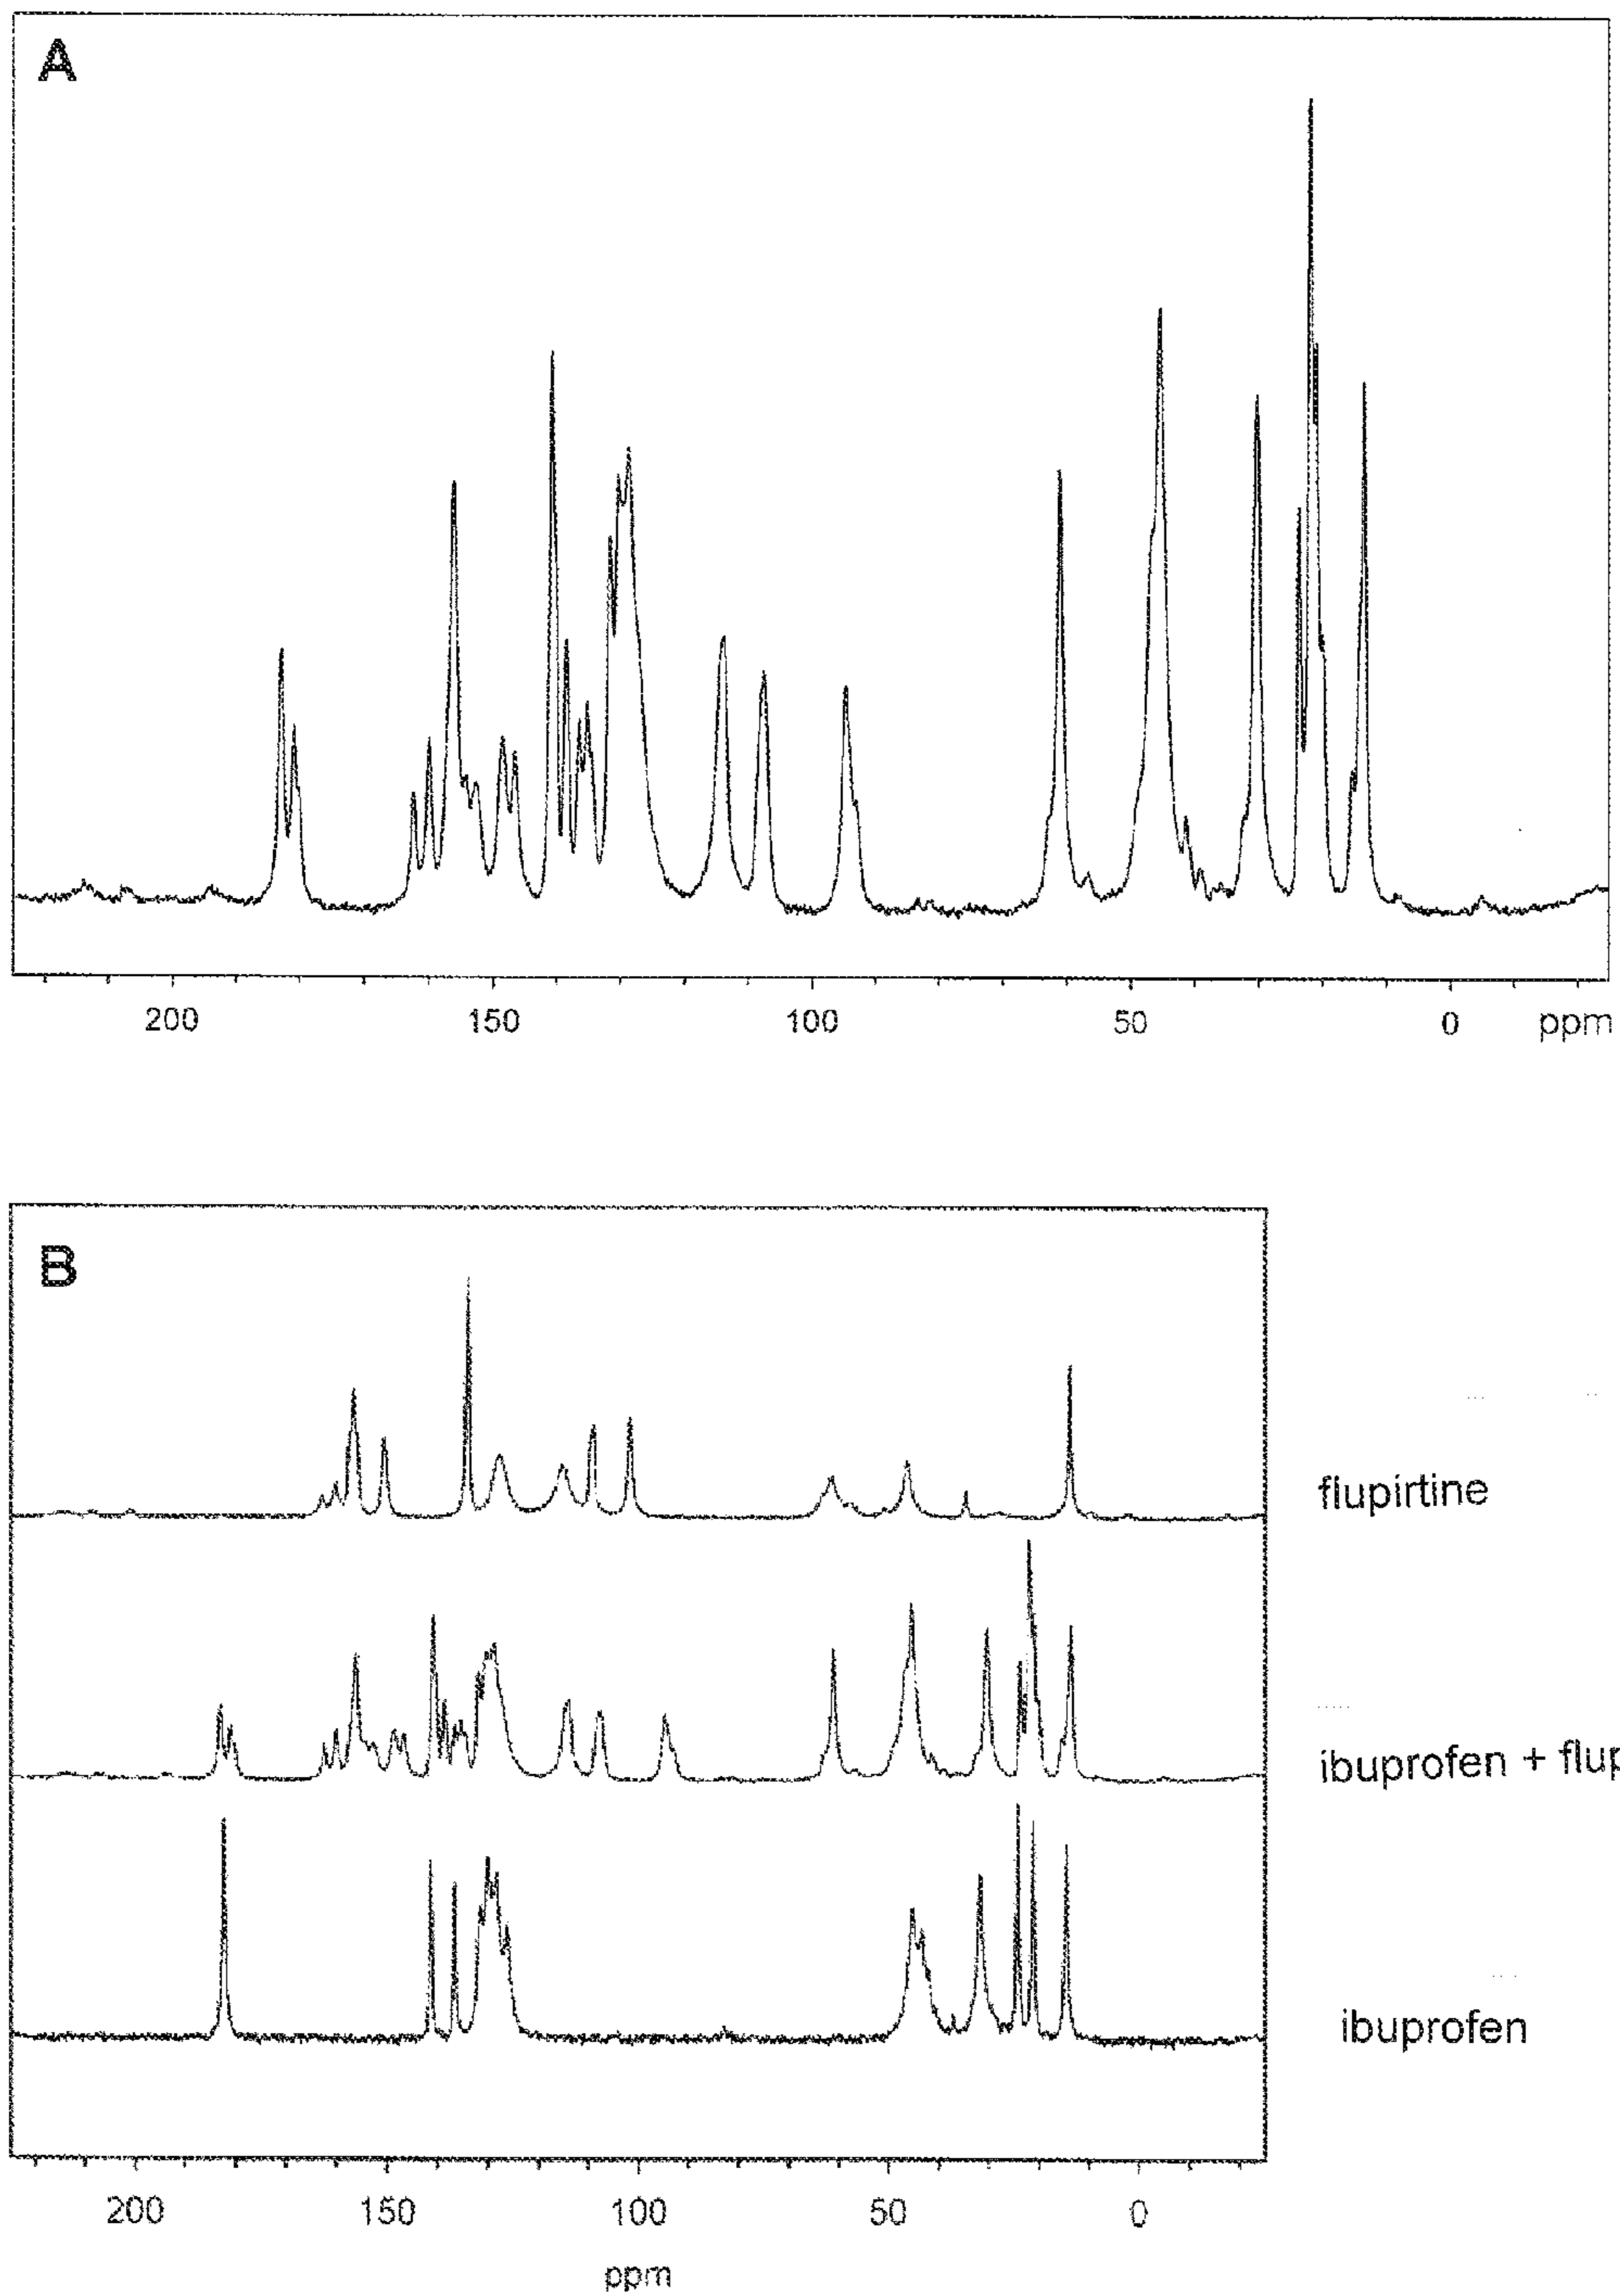 A
200 150 100 50 0 ppm
B
flupirtine
ibuprofen + flup
ibuprofen
200 150 100 50 0
ppm